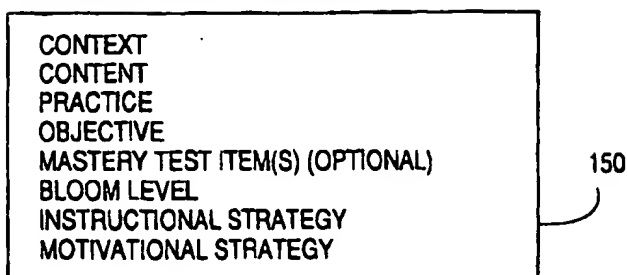 CONTEXT
CONTENT
PRACTICE
OBJECTIVE
MASTERY TEST ITEM(S) (OPTIONAL)
BLOOM LEVEL
INSTRUCTIONAL STRATEGY
MOTIVATIONAL STRATEGY
150